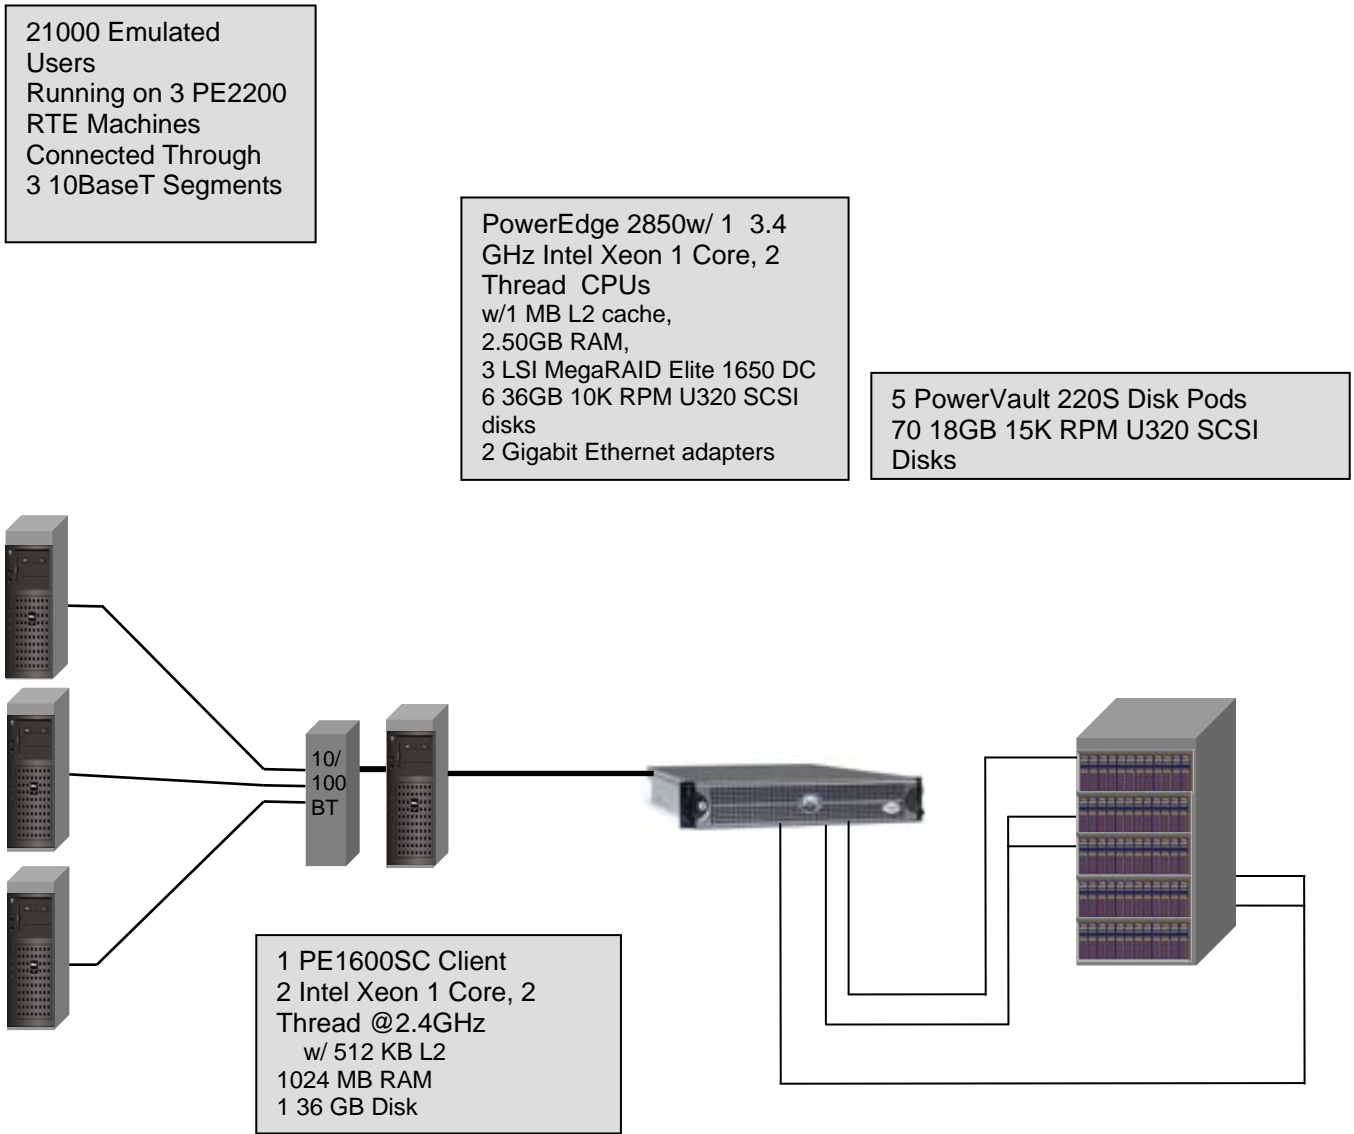 21000 Emulated
Users
Running on 3 PE2200
RTE Machines
Connected Through
3 10BaseT Segments
PowerEdge 2850w/ 1  3.4
GHz Intel Xeon 1 Core, 2
Thread  CPUs
w/1 MB L2 cache,
2.50GB RAM,
3 LSI MegaRAID Elite 1650 DC
6 36GB 10K RPM U320 SCSI
disks
2 Gigabit Ethernet adapters
5 PowerVault 220S Disk Pods
70 18GB 15K RPM U320 SCSI
Disks
10/
100
BT
1 PE1600SC Client
2 Intel Xeon 1 Core, 2
Thread @2.4GHz
w/ 512 KB L2
1024 MB RAM
1 36 GB Disk